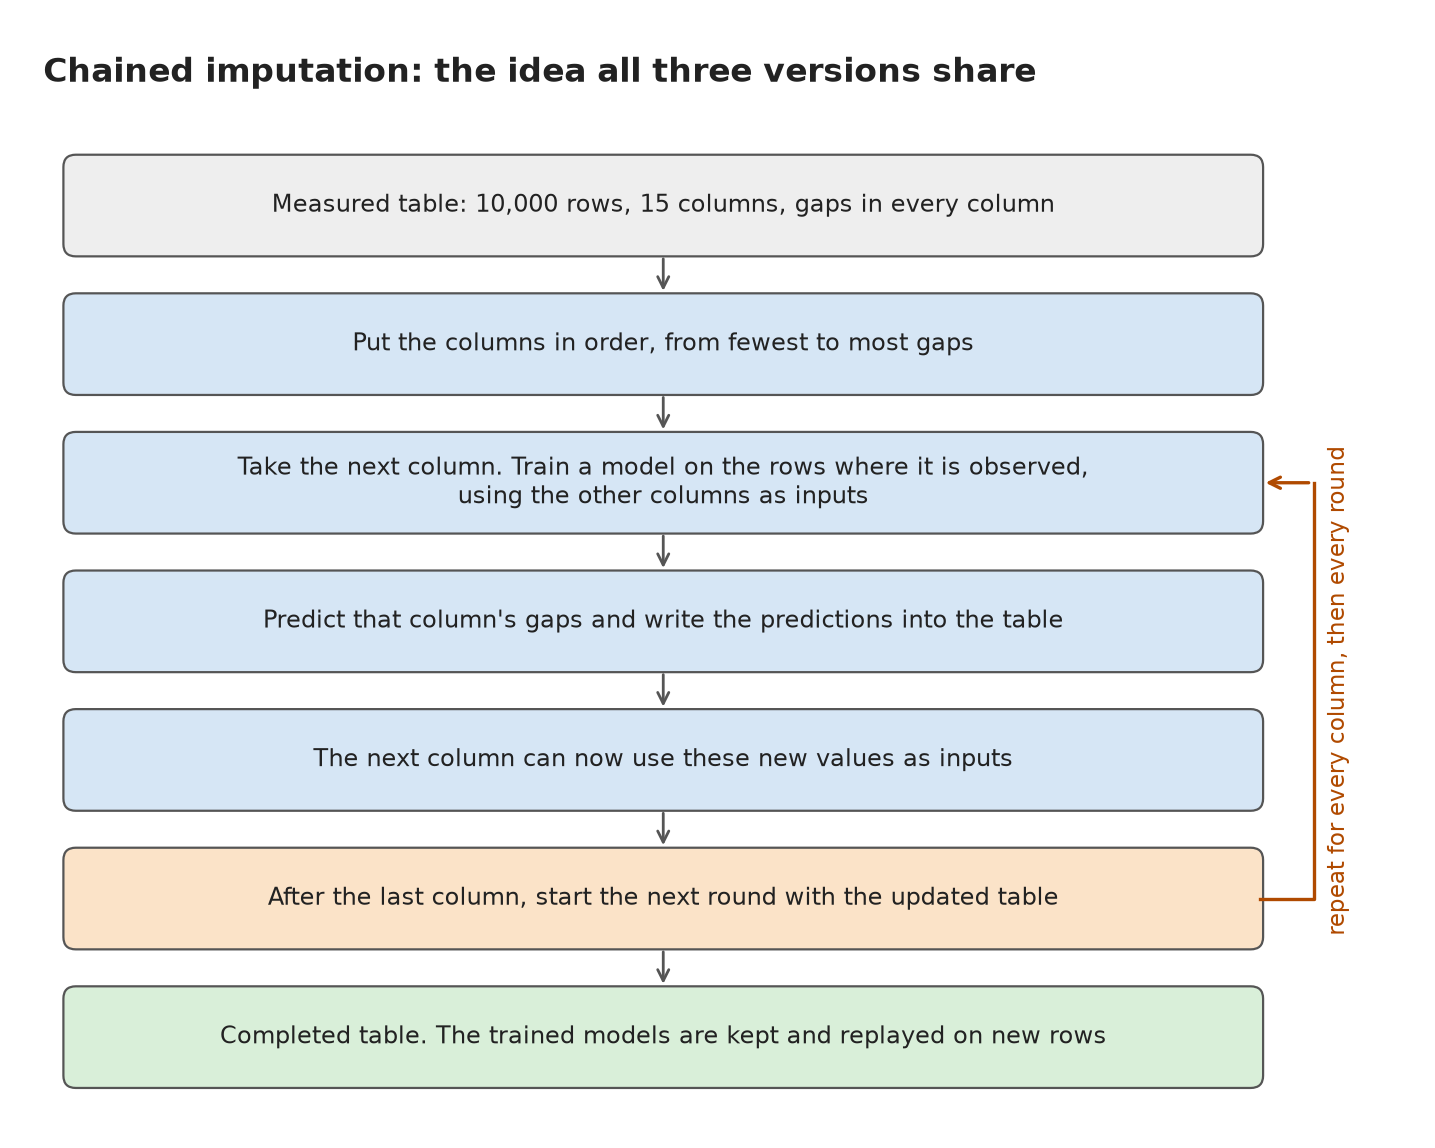 Chained imputation: the idea all three versions share
Measured table: 10,000 rows, 15 columns, gaps in every column
Put the columns in order, from fewest to most gaps
Take the next column. Train a model on the rows where it is observed,
using the other columns as inputs
Predict that column's gaps and write the predictions into the table
The next column can now use these new values as inputs
After the last column, start the next round with the updated table
Completed table. The trained models are kept and replayed on new rows
repeat for every column, then every round